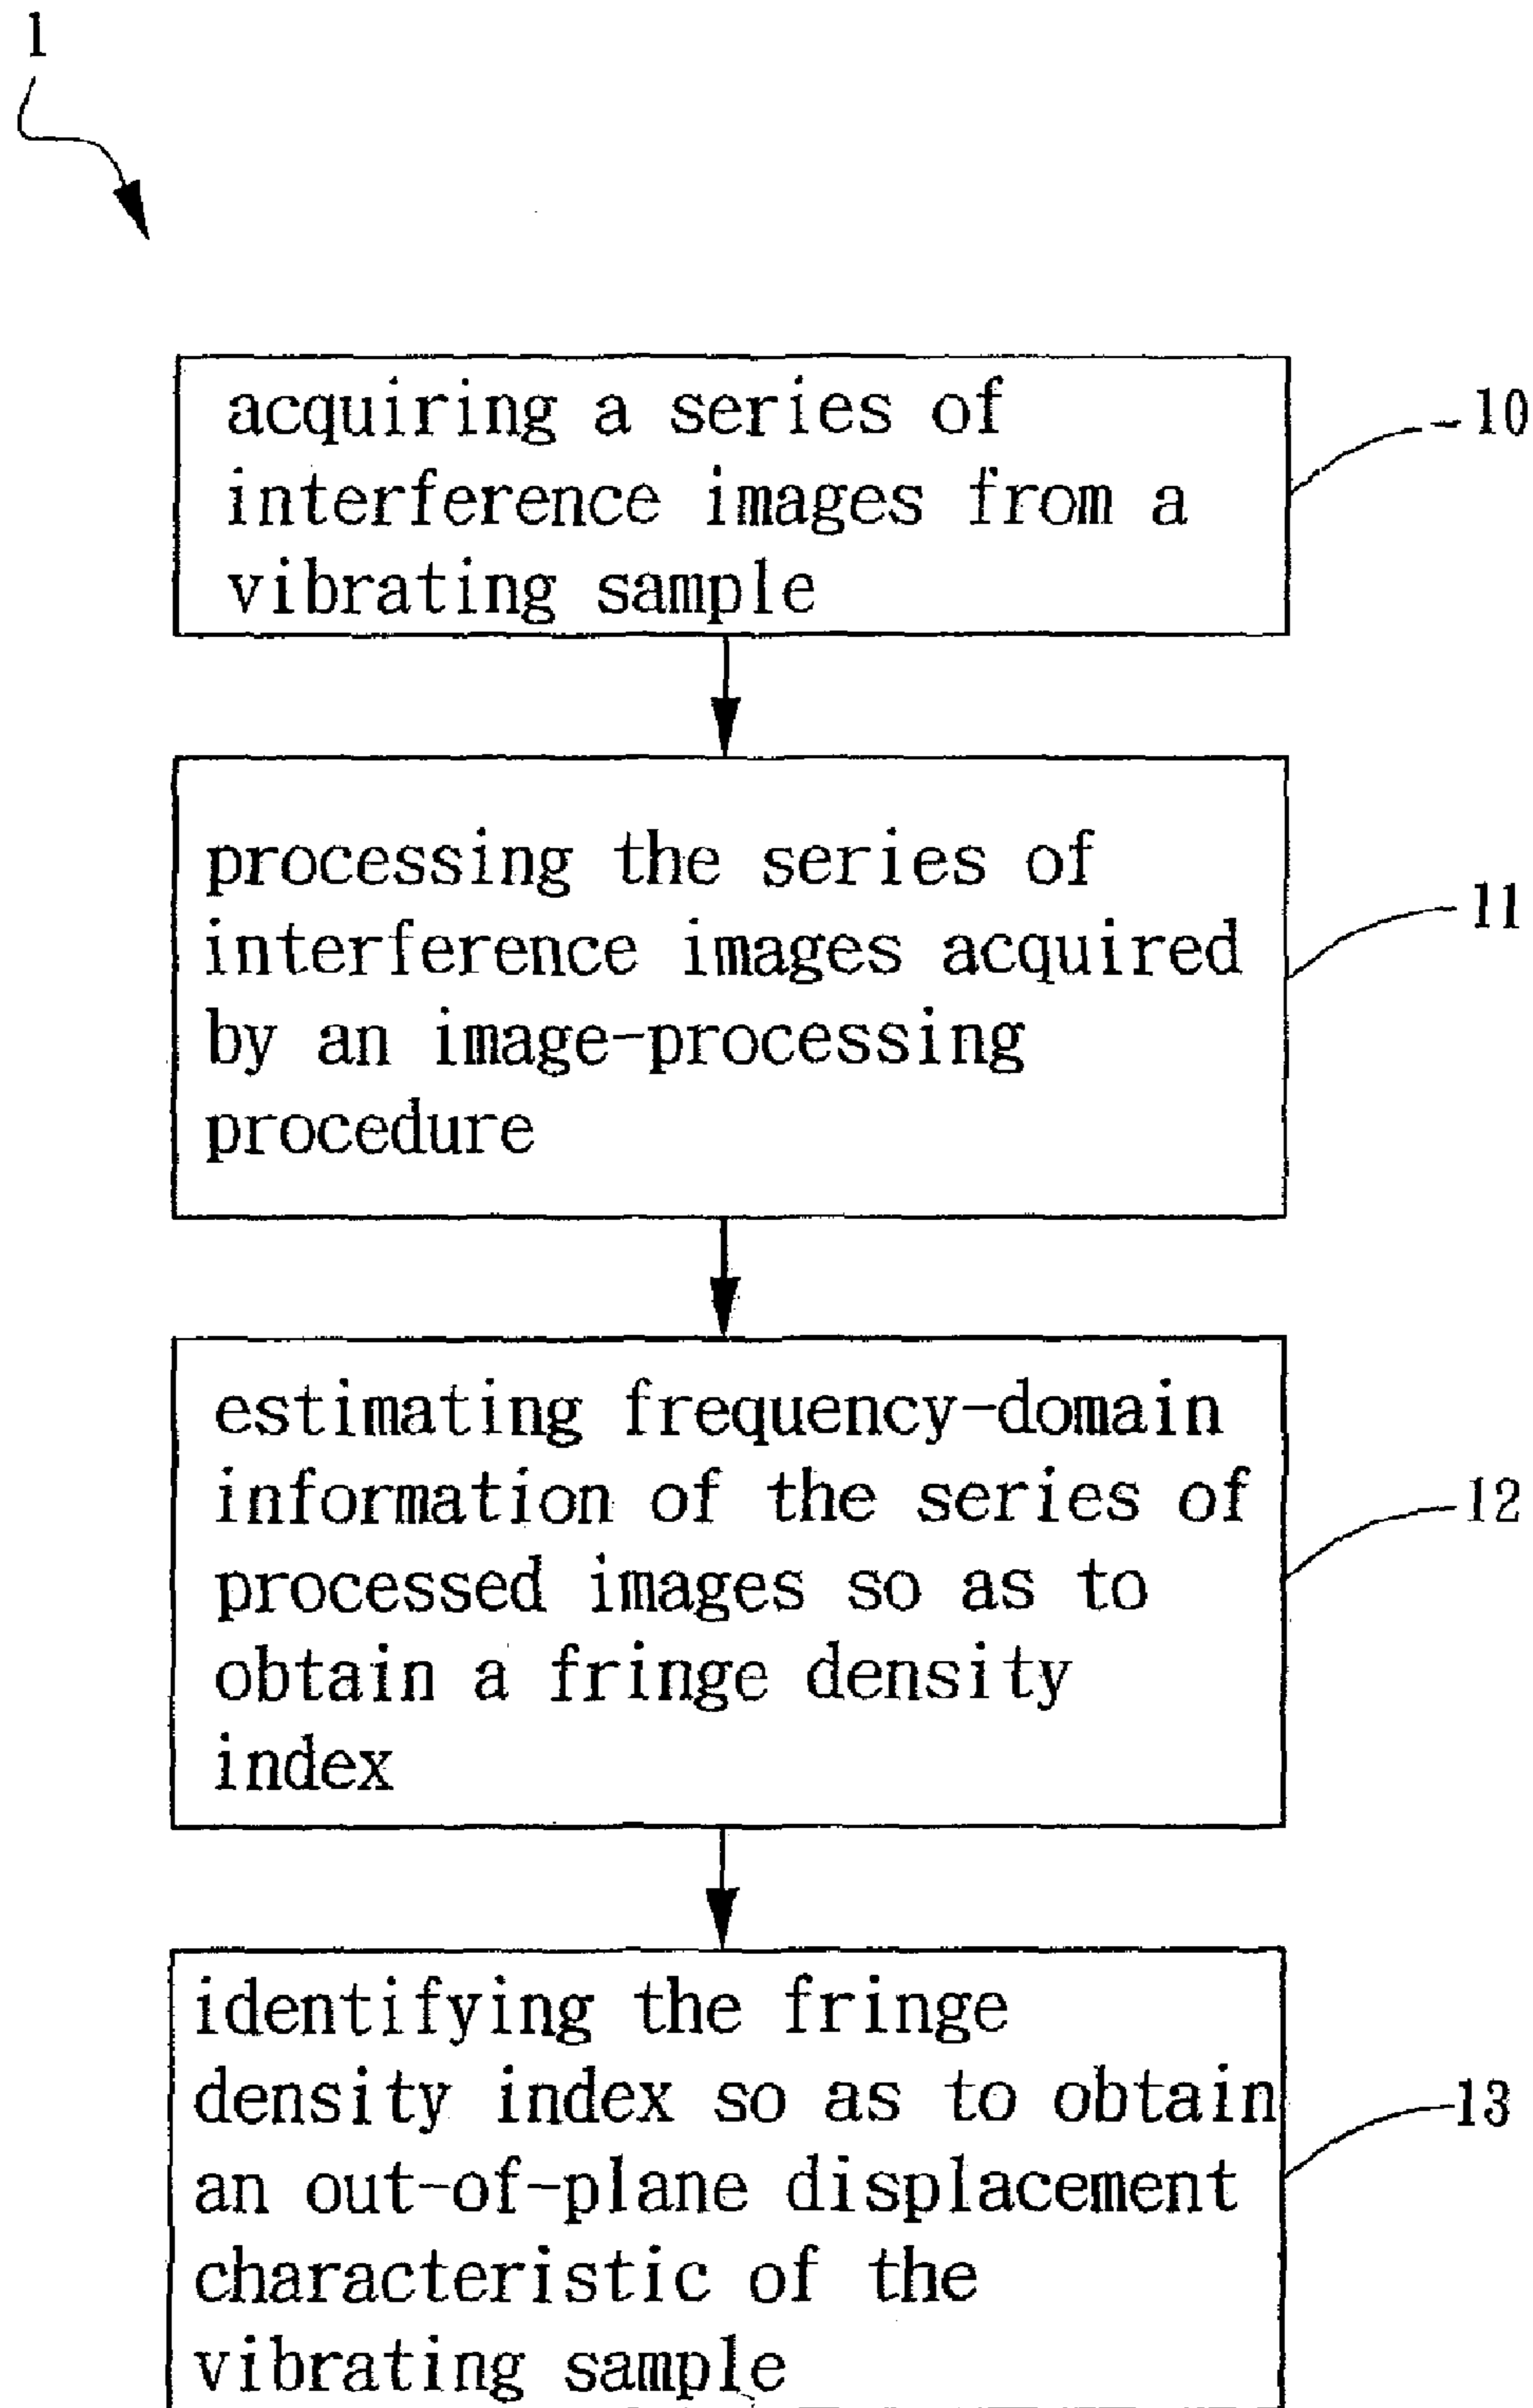 1
acquiring a series of
interference images from a
vibrating sample
10
processing the series of
interference images acquired
by an image-processing
procedure
11
estimating frequency-domain
information of the series of
processed images so as to
obtain a fringe density
index
12
identifying the fringe
density index so as to obtain
an out-of-plane displacement
characteristic of the
vibrating sample
13